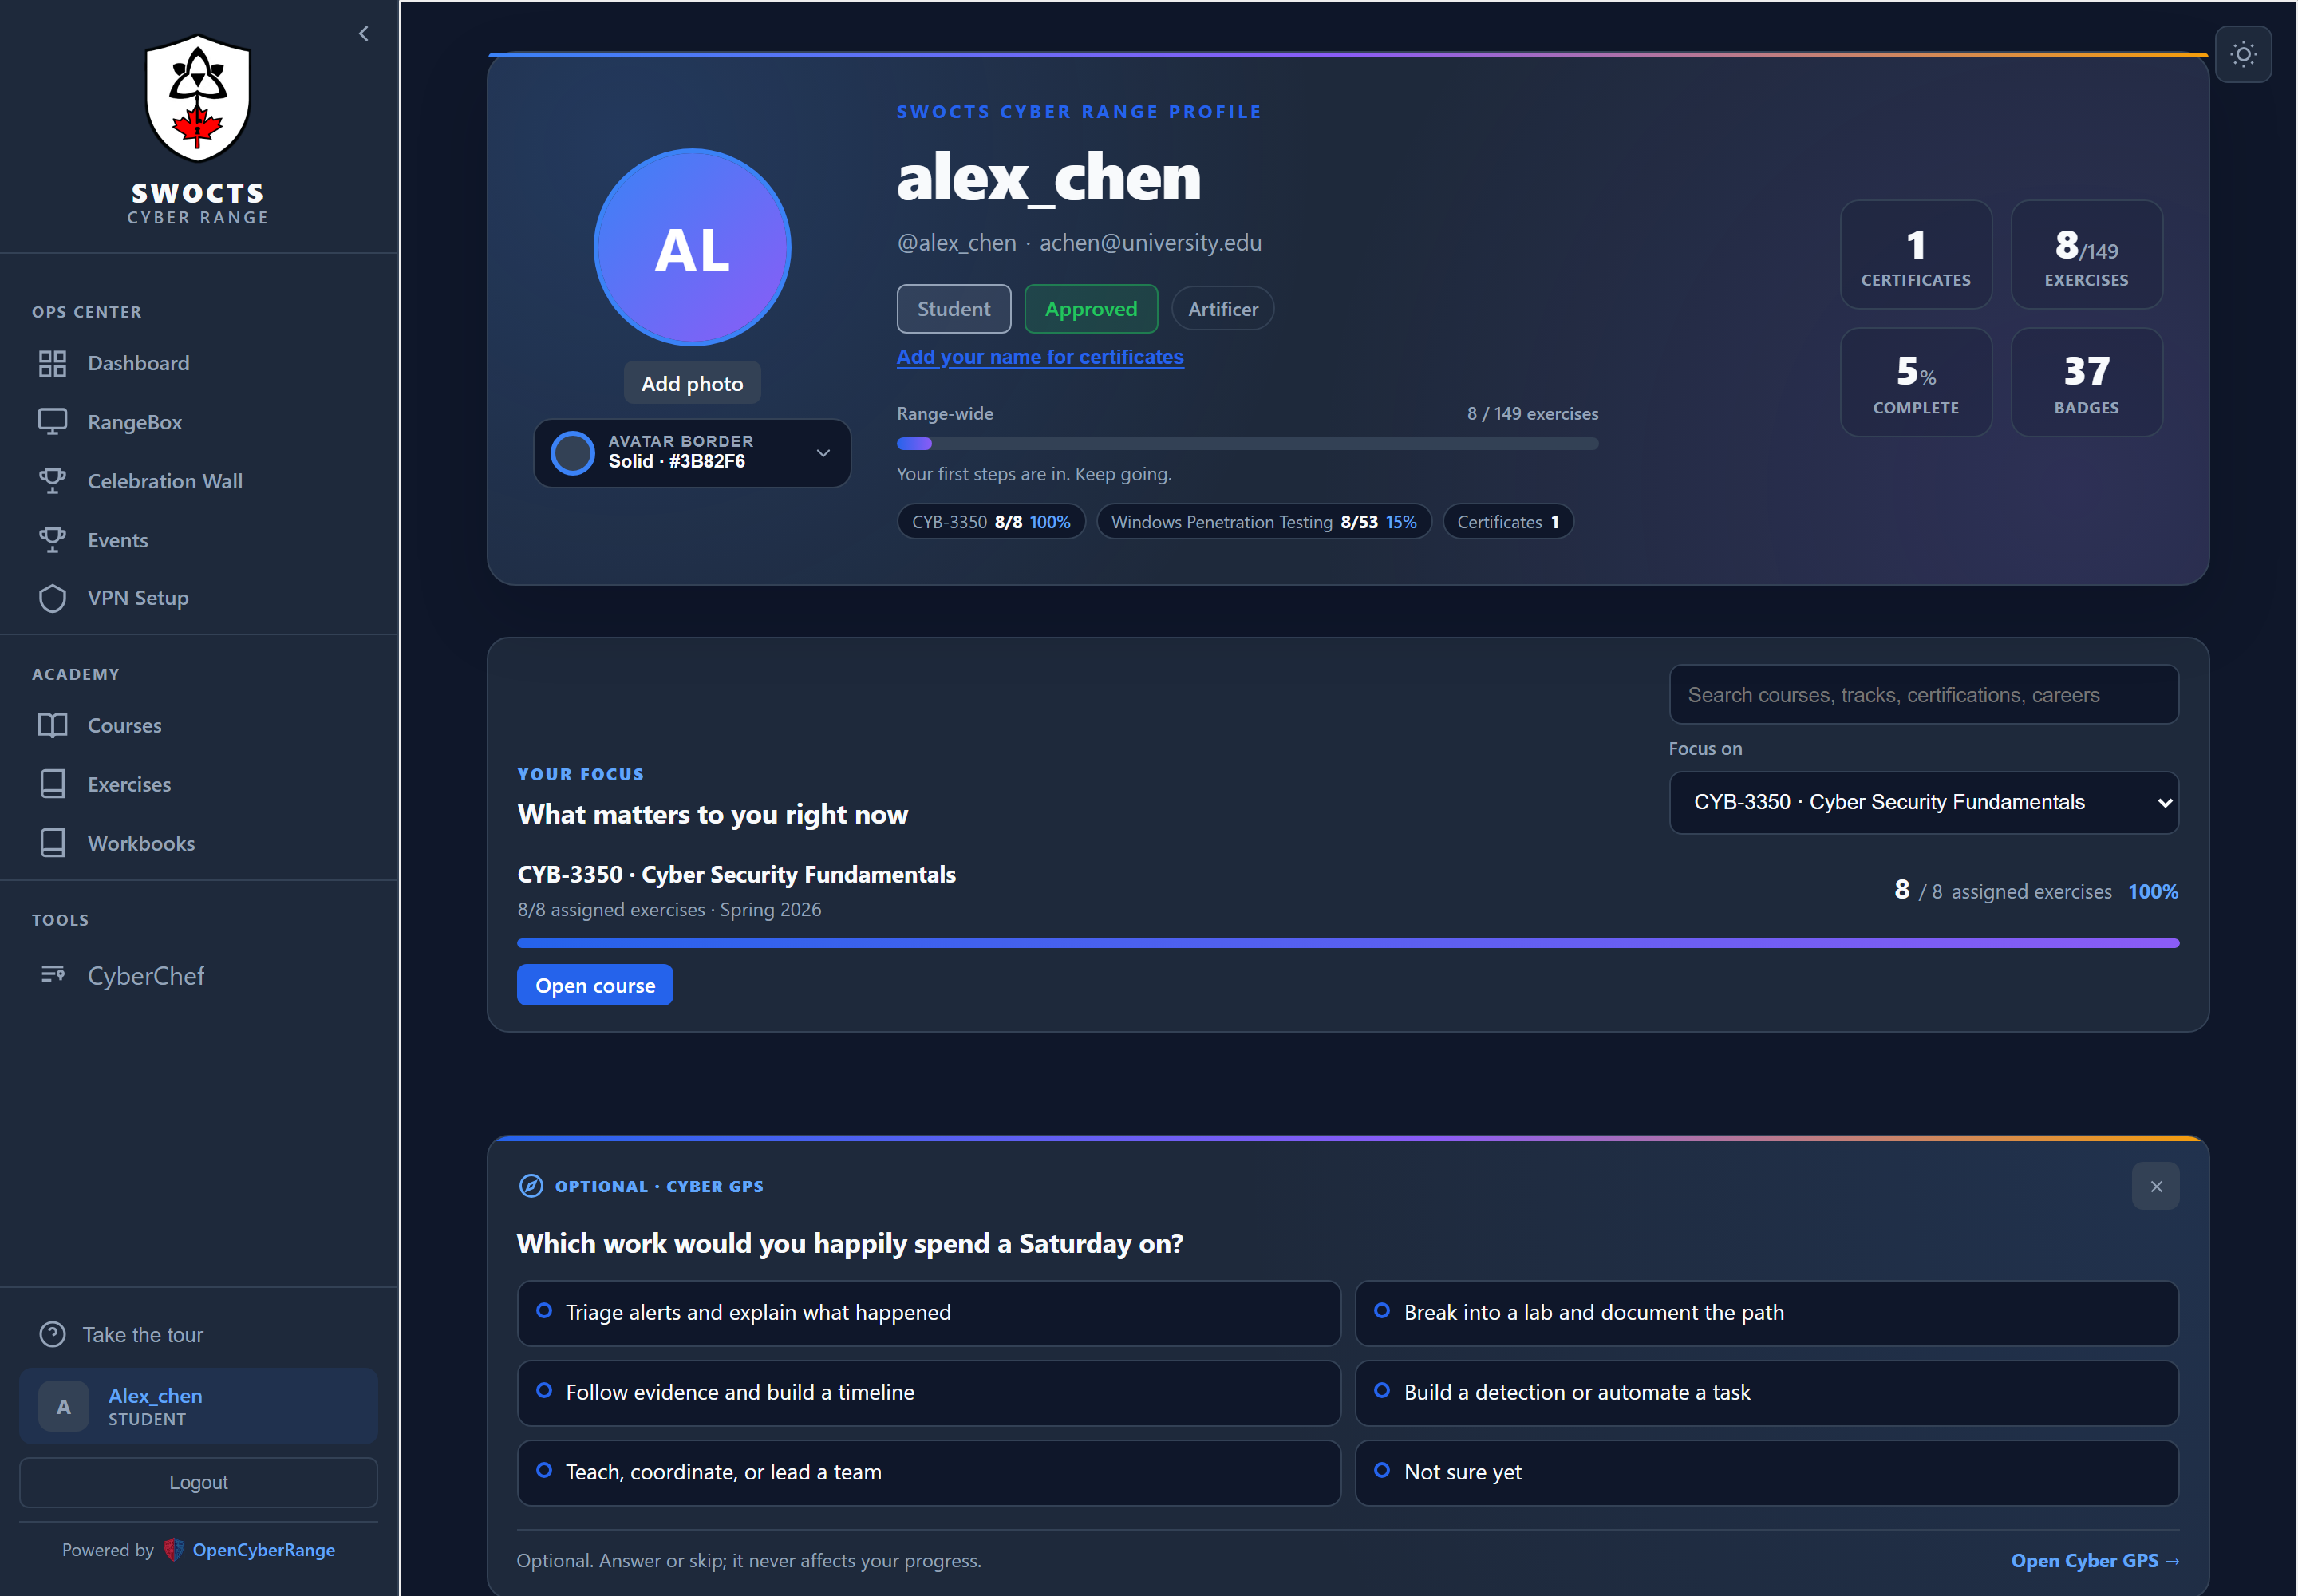 SWOCTS
CYBER RANGE
OPS CENTER
Dashboard
RangeBox
Celebration Wall
Events
VPN Setup
ACADEMY
Courses
Exercises
Workbooks
TOOLS
CyberChef
Take the tour
A
Alex_chen
STUDENT
Logout
Powered by OpenCyberRange
SWOCTS CYBER RANGE PROFILE
AL
Add photo
AVATAR BORDER
Solid · #3B82F6
alex_chen
@alex_chen · achen@university.edu
Student Approved Artificer
Add your name for certificates
Range-wide 8 / 149 exercises
Your first steps are in. Keep going.
CYB-3350 8/8 100% Windows Penetration Testing 8/53 15% Certificates 1
1
CERTIFICATES
8/149
EXERCISES
5%
COMPLETE
37
BADGES
Search courses, tracks, certifications, careers
Focus on
CYB-3350 · Cyber Security Fundamentals
YOUR FOCUS
What matters to you right now
CYB-3350 · Cyber Security Fundamentals
8/8 assigned exercises · Spring 2026
8 / 8 assigned exercises 100%
Open course
OPTIONAL · CYBER GPS
×
Which work would you happily spend a Saturday on?
Triage alerts and explain what happened
Break into a lab and document the path
Follow evidence and build a timeline
Build a detection or automate a task
Teach, coordinate, or lead a team
Not sure yet
Optional. Answer or skip; it never affects your progress.
Open Cyber GPS →